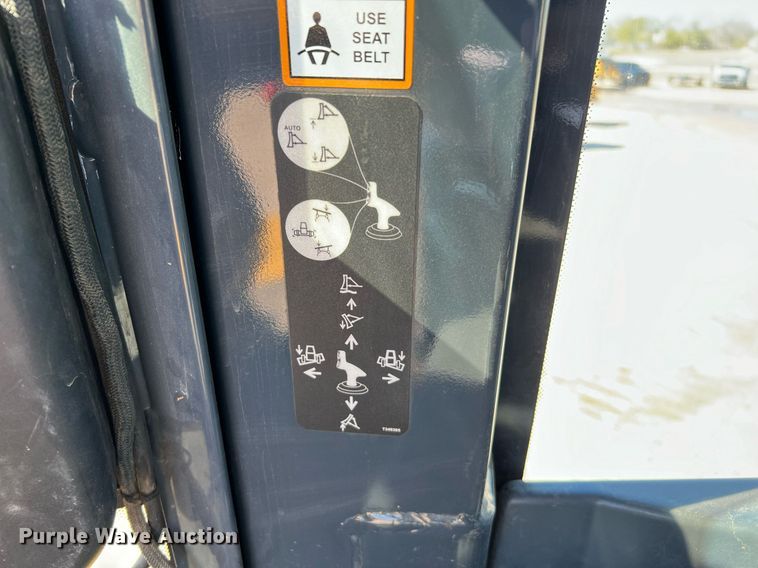 USE
SEAT
BELT
AUTO
Purple Wave Auction